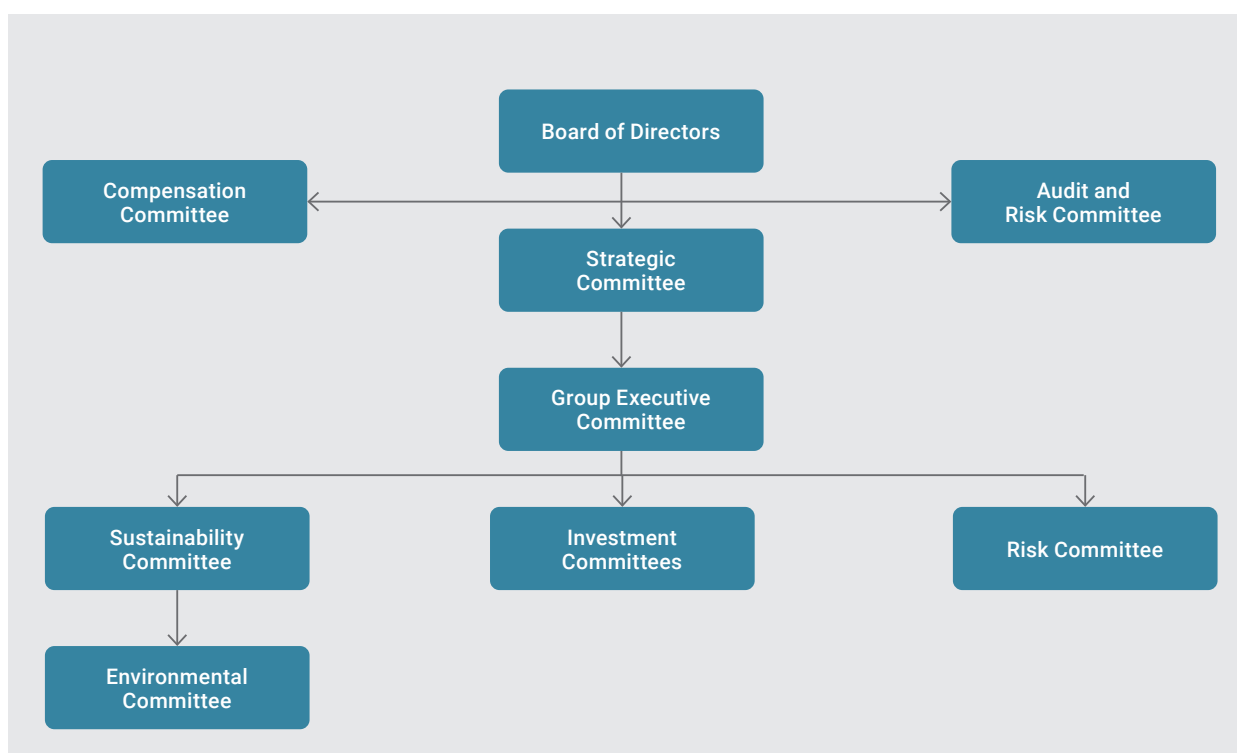 Board of Directors
Compensation
Committee
Audit and
Risk Committee
Strategic
Committee
Group Executive
Committee
Sustainability
Committee
Investment
Committees
Risk Committee
Environmental
Committee